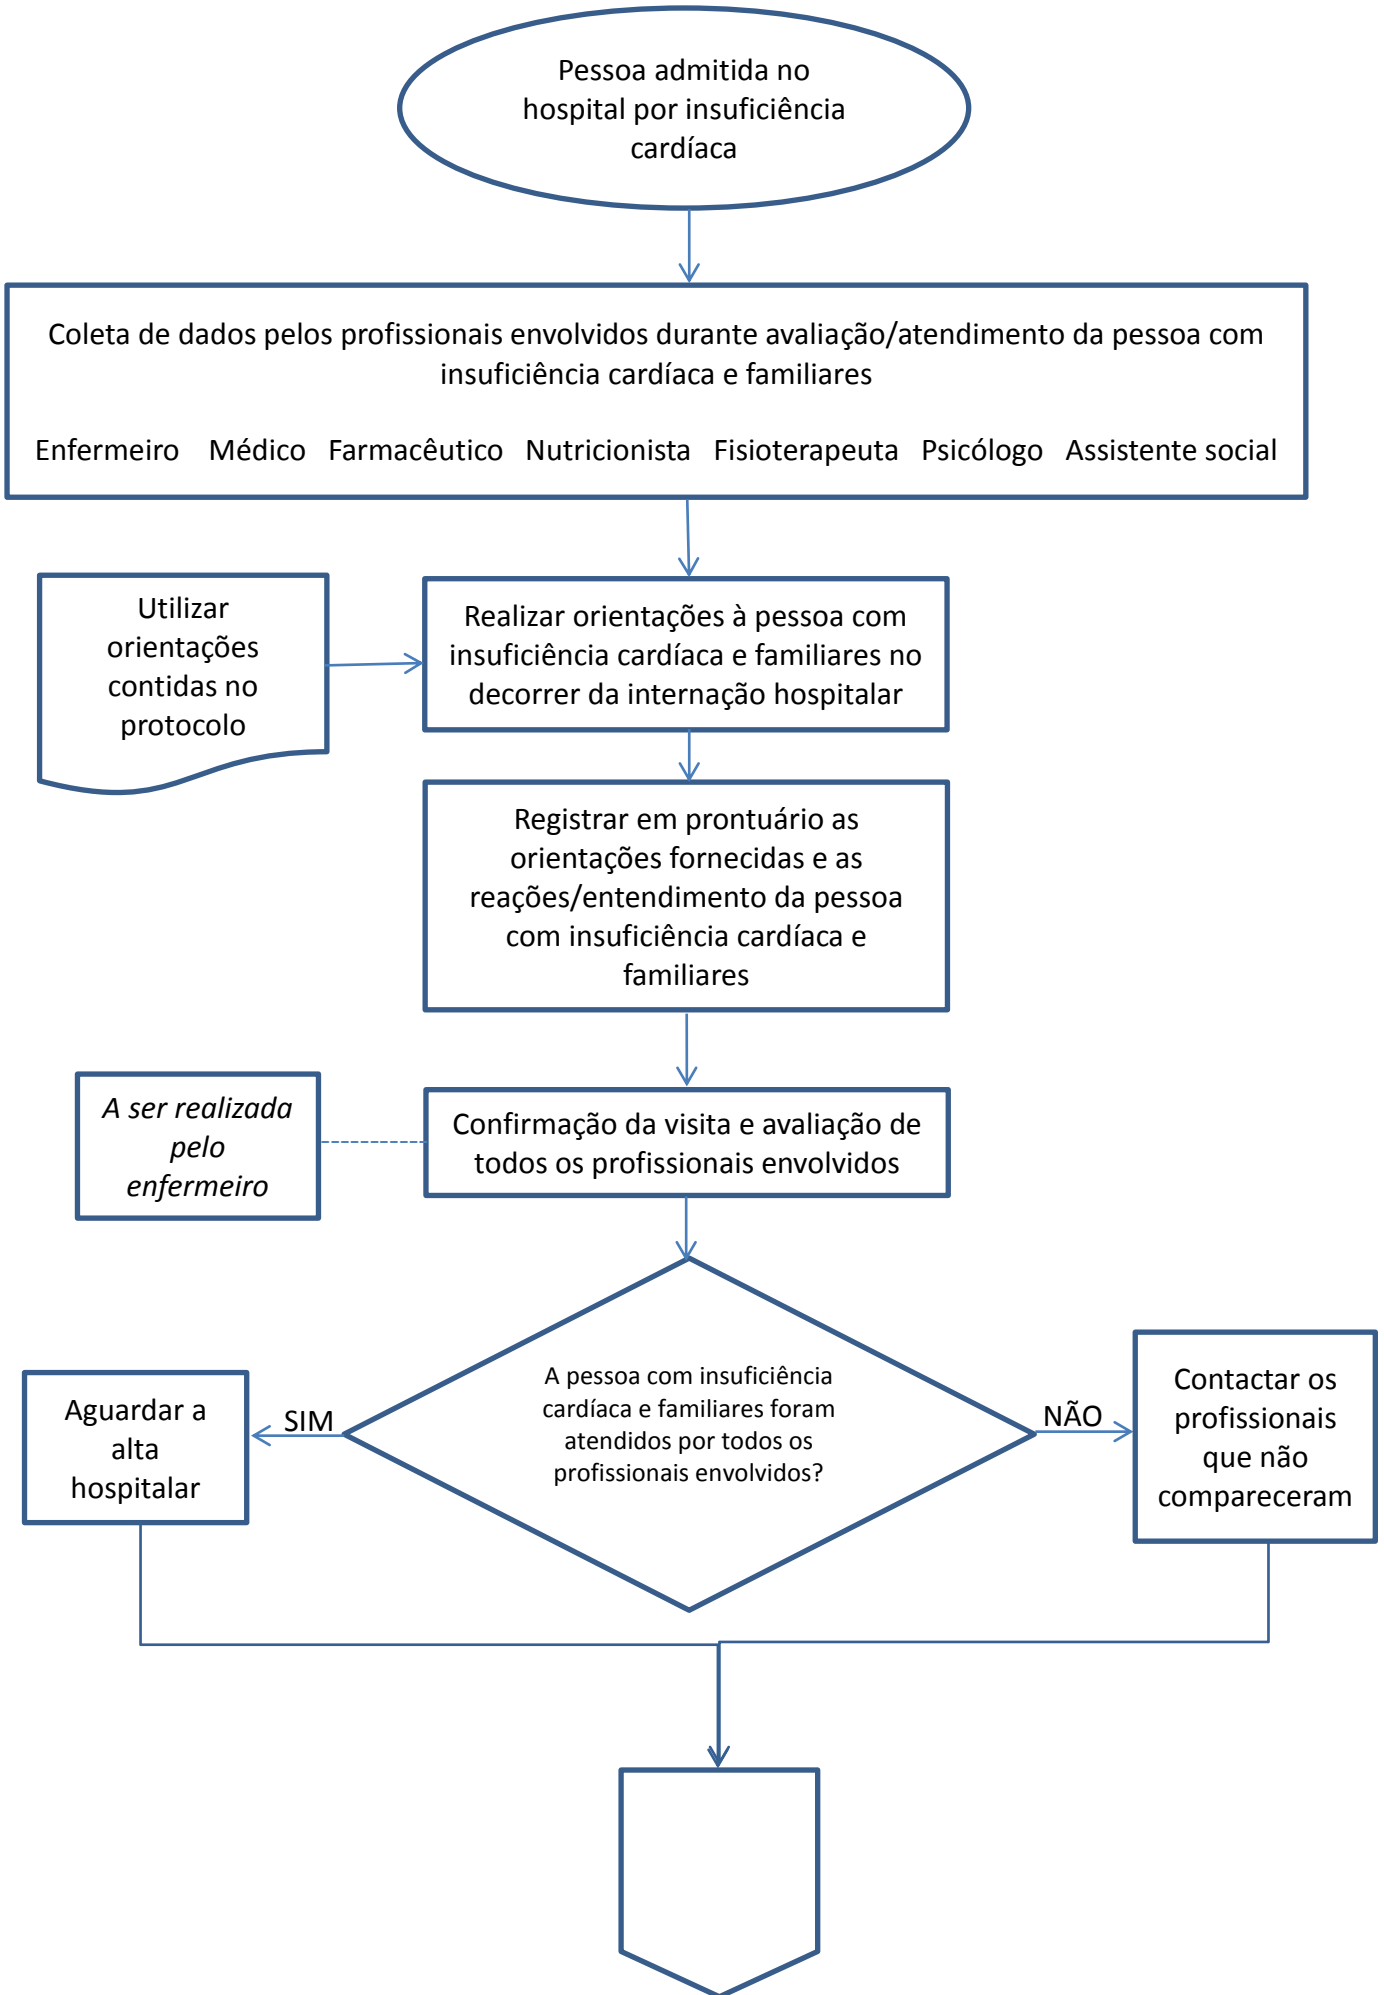 Pessoa admitida no
hospital por insuficiência
cardíaca
Coleta de dados pelos profissionais envolvidos durante avaliação/atendimento da pessoa com
insuficiência cardíaca e familiares
Enfermeiro Médico Farmacêutico Nutricionista Fisioterapeuta Psicólogo Assistente social
Utilizar
orientações
contidas no
protocolo
Realizar orientações à pessoa com
insuficiência cardíaca e familiares no
decorrer da internação hospitalar
Registrar em prontuário as
orientações fornecidas e as
reações/entendimento da pessoa
com insuficiência cardíaca e
familiares
A ser realizada
pelo
enfermeiro
Confirmação da visita e avaliação de
todos os profissionais envolvidos
A pessoa com insuficiência
cardíaca e familiares foram
atendidos por todos os
profissionais envolvidos?
SIM
Aguardar a
alta
hospitalar
NÃO
Contactar os
profissionais
que não
compareceram